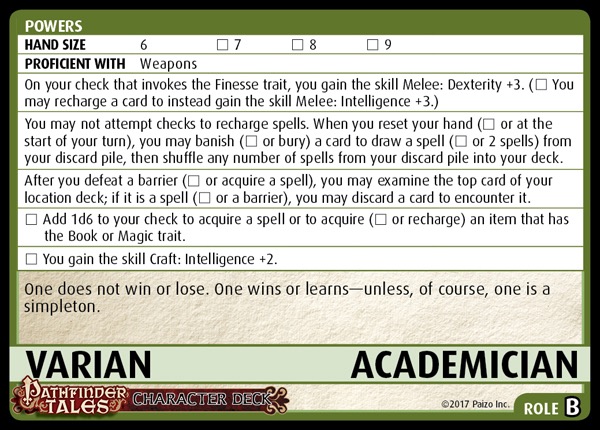 POWERS
HAND SIZE 6 □ 7 □ 8 □ 9
PROFICIENT WITH Weapons
On your check that invokes the Finesse trait, you gain the skill Melee: Dexterity +3. (□ You
may recharge a card to instead gain the skill Melee: Intelligence +3.)
You may not attempt checks to recharge spells. When you reset your hand (□ or at the
start of your turn), you may banish (□ or bury) a card to draw a spell (□ or 2 spells) from
your discard pile, then shuffle any number of spells from your discard pile into your deck.
After you defeat a barrier (□ or acquire a spell), you may examine the top card of your
location deck; if it is a spell (□ or a barrier), you may discard a card to encounter it.
□ Add 1d6 to your check to acquire a spell or to acquire (□ or recharge) an item that has
the Book or Magic trait.
□ You gain the skill Craft: Intelligence +2.
One does not win or lose. One wins or learns—unless, of course, one is a
simpleton.
VARIAN ACADEMICIAN
PATHFINDER
TALES CHARACTER DECK
©2017 Paizo Inc. ROLE B